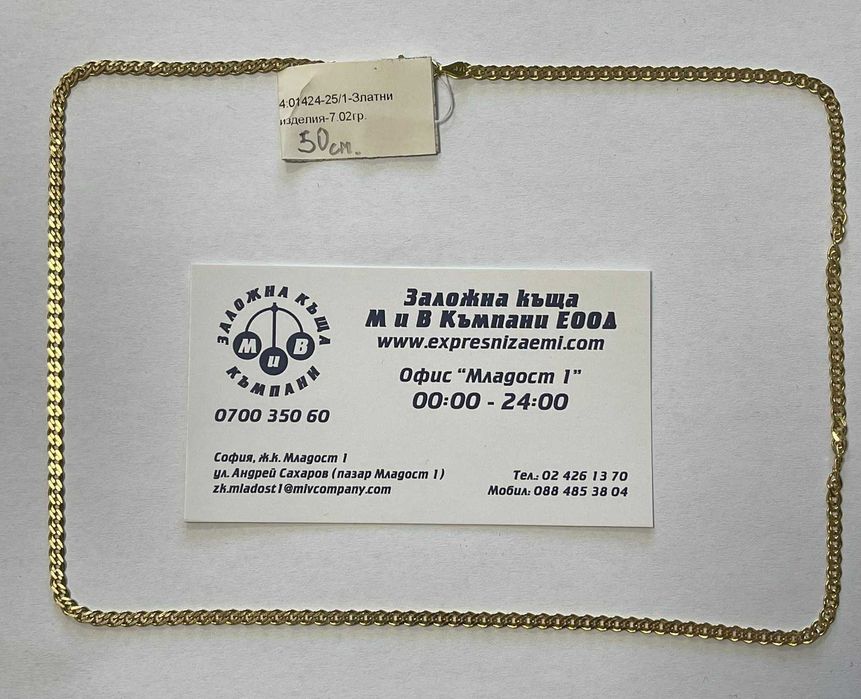 4:01424-25/1-Златни
изделия-7.02гр.
50см.
ЗАЛОЖНА КЪЩА
М и В
КЪМПАНИ
0700 350 60
Заложна къща
М и В Къмпани ЕООД
www.expresnizaemi.com
Офис "Младост 1"
00:00 - 24:00
София, ж.к. Младост 1
ул. Андрей Сахаров (пазар Младост 1)
zk.mladost1@mivcompany.com
Тел.: 02 426 13 70
Мобил: 088 485 38 04